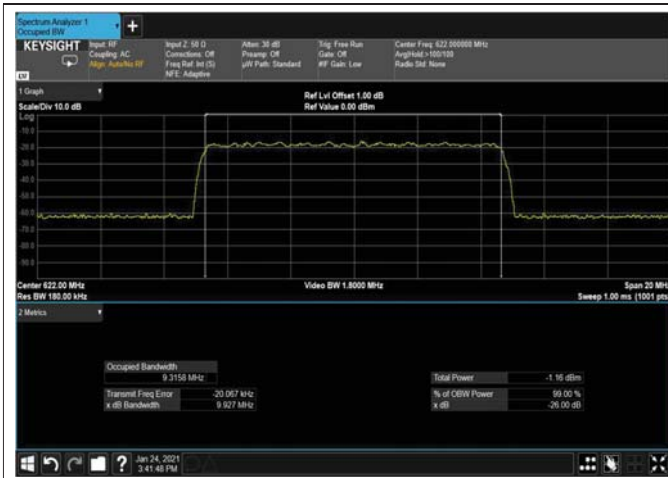 Spectrum Analyzer 1
Occupied BW
KEYSIGHT
Input: RF
Coupling: AC
Align: Auto/No RF
Input Z: 50 Ω
Corrections: Off
Freq Ref: Int (S)
NFE: Adaptive
Atten: 30 dB
Preamp: Off
µW Path: Standard
Trig: Free Run
Gate: Off
#IF Gain: Low
Center Freq: 622.000000 MHz
Avg|Hold:>100/100
Radio Std: None
1 Graph
Scale/Div 10.0 dB
Ref Lvl Offset 1.00 dB
Ref Value 0.00 dBm
Log
-10.0
-20.0
-30.0
-40.0
-50.0
-60.0
-70.0
-80.0
-90.0
Center 622.00 MHz
Video BW 1.8000 MHz
Span 20 MHz
Res BW 180.00 kHz
Sweep 1.00 ms (1001 pts)
2 Metrics
Occupied Bandwidth
9.3158 MHz
Total Power -1.16 dBm
Transmit Freq Error -20.067 kHz
% of OBW Power 99.00 %
x dB Bandwidth 9.927 MHz
x dB -26.00 dB
Jan 24, 2021
3:41:48 PM